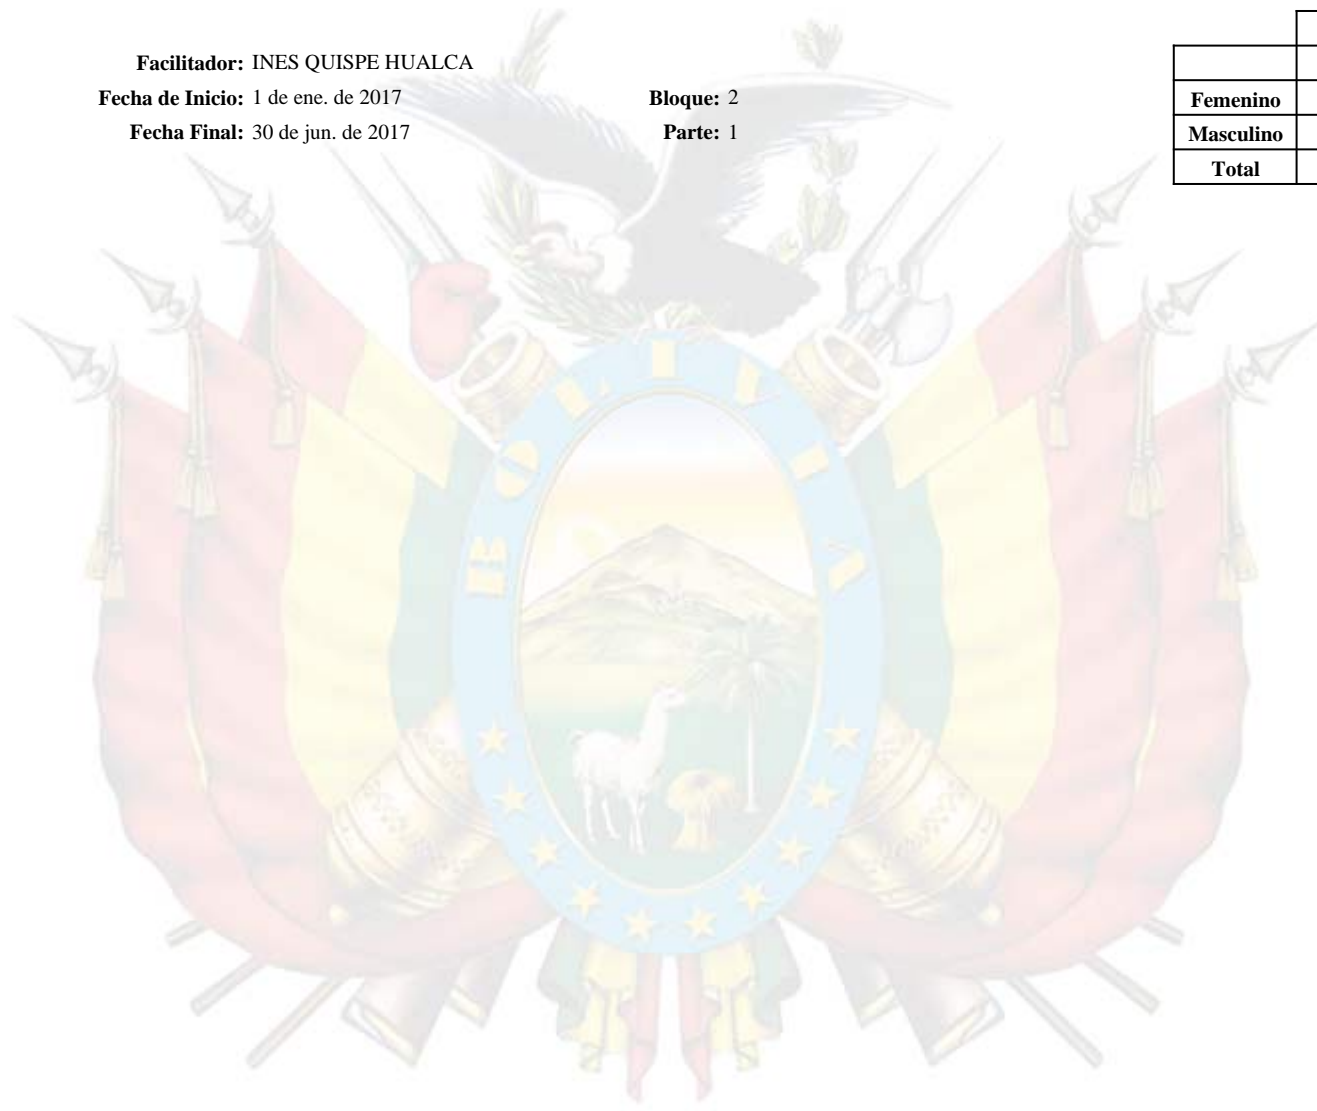 Facilitador: INES QUISPE HUALCA
Fecha de Inicio: 1 de ene. de 2017 Bloque: 2
Fecha Final: 30 de jun. de 2017 Parte: 1
Femenino
Masculino
Total
BOLIVIA